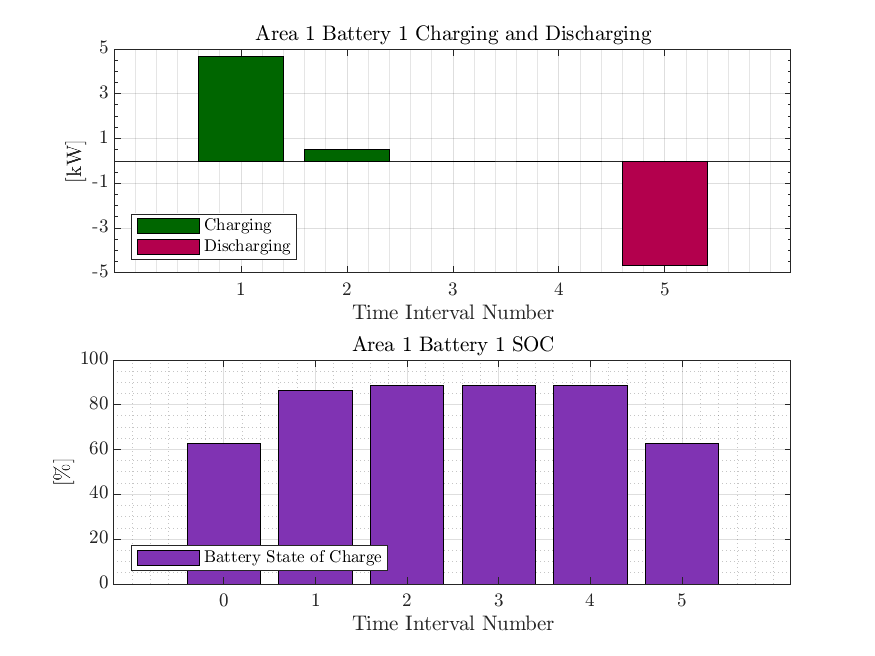 Area 1 Battery 1 Charging and Discharging
5
3
1
-1
-3
-5
[kW]
Charging
Discharging
1 2 3 4 5
Time Interval Number
Area 1 Battery 1 SOC
100
80
60
40
20
0
[%]
Battery State of Charge
0 1 2 3 4 5
Time Interval Number